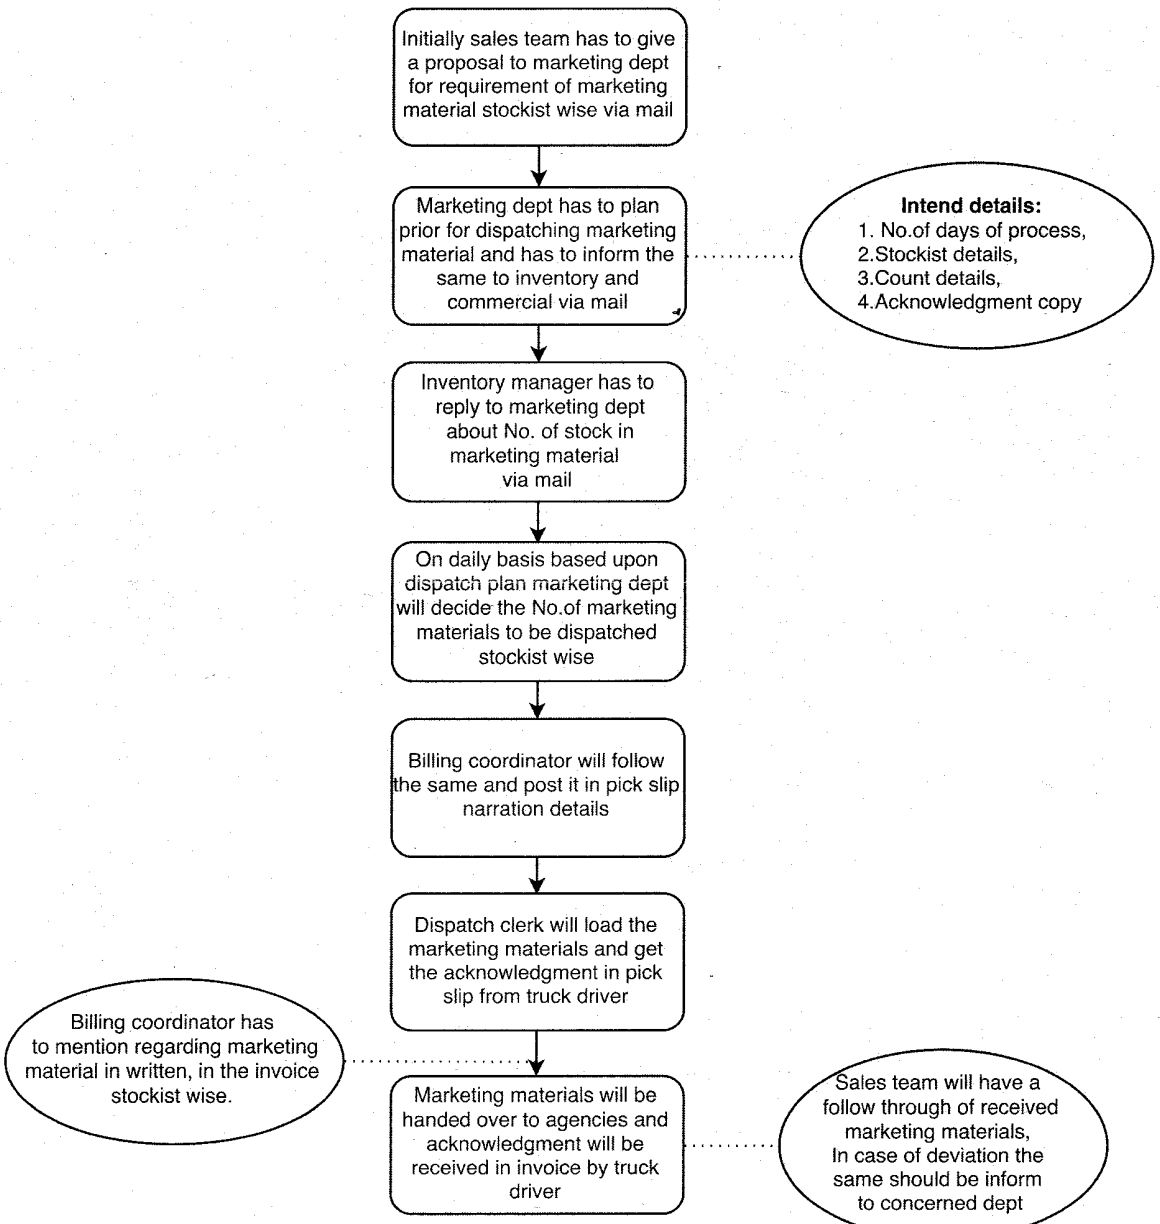 Initially sales team has to give
a proposal to marketing dept
for requirement of marketing
material stockist wise via mail
Marketing dept has to plan
prior for dispatching marketing
material and has to inform the
same to inventory and
commercial via mail
Intend details:
1. No.of days of process,
2.Stockist details,
3.Count details,
4.Acknowledgment copy
Inventory manager has to
reply to marketing dept
about No. of stock in
marketing material
via mail
On daily basis based upon
dispatch plan marketing dept
will decide the No.of marketing
materials to be dispatched
stockist wise
Billing coordinator will follow
the same and post it in pick slip
narration details
Dispatch clerk will load the
marketing materials and get
the acknowledgment in pick
slip from truck driver
Billing coordinator has
to mention regarding marketing
material in written, in the invoice
stockist wise.
Marketing materials will be
handed over to agencies and
acknowledgment will be
received in invoice by truck
driver
Sales team will have a
follow through of received
marketing materials,
In case of deviation the
same should be inform
to concerned dept